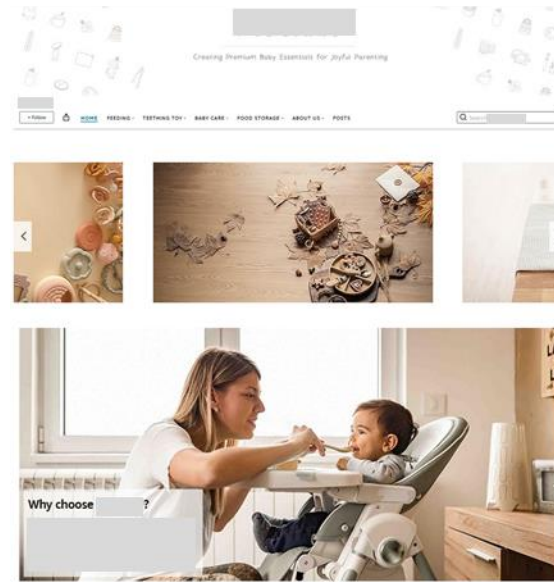 Creating Premium Baby Essentials for Joyful Parenting
+ Follow
HOME FEEDING TEETHING TOY BABY CARE FOOD STORAGE ABOUT US POSTS
Search
Why choose ?